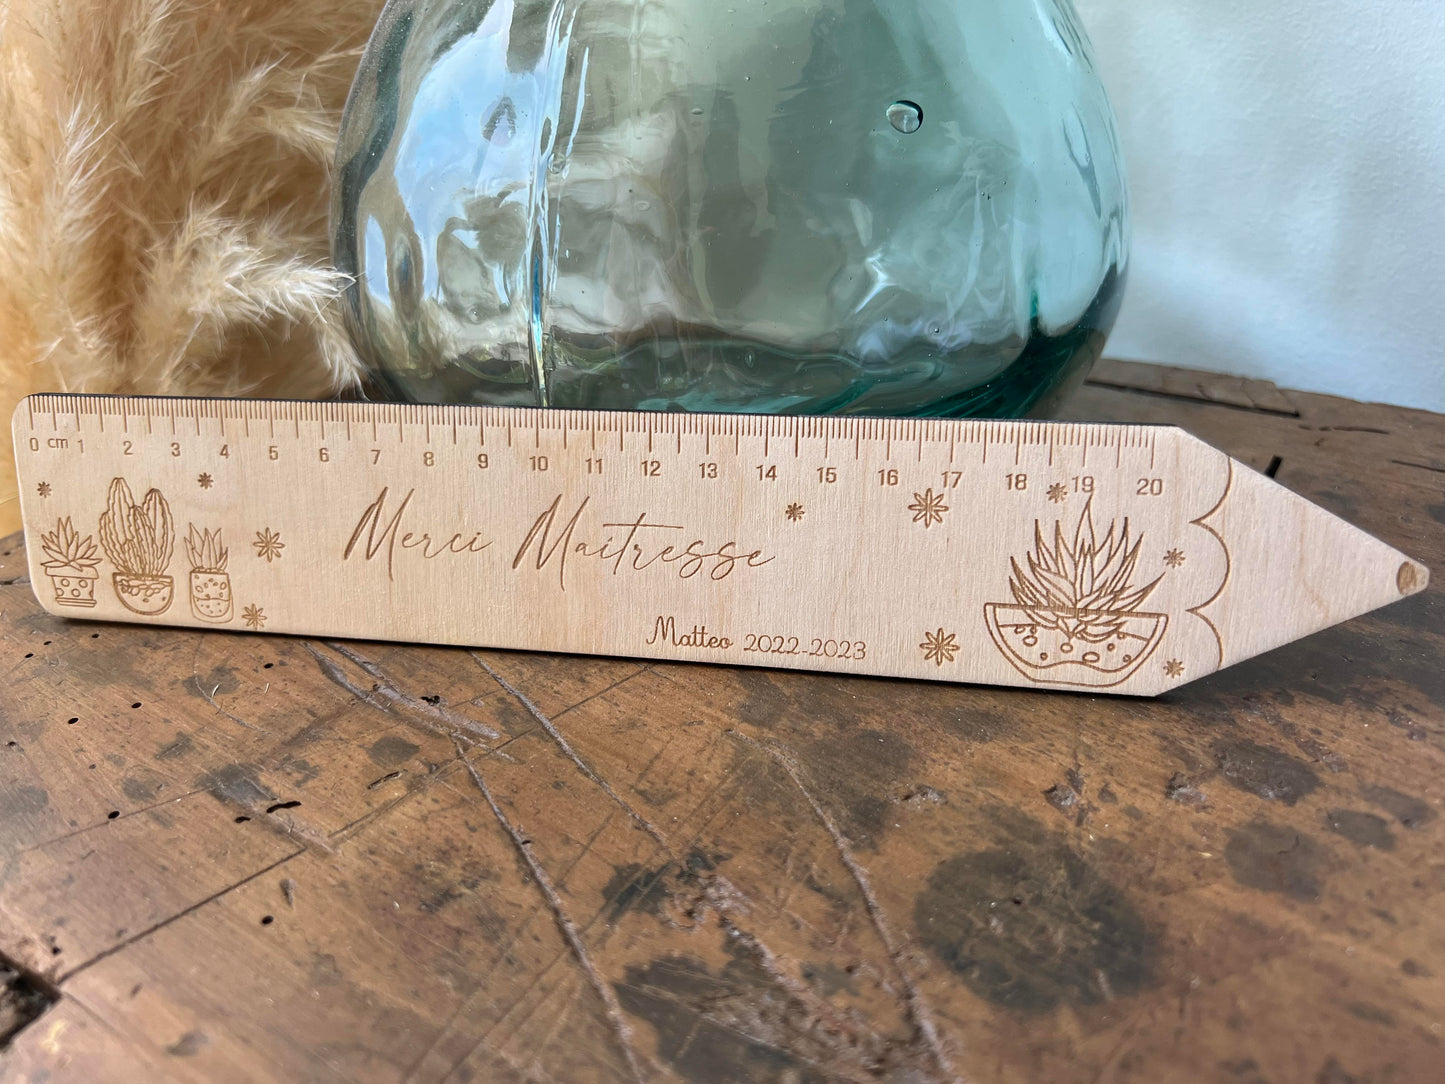 0 cm 1 2 3 4 5 6 7 8 9 10 11 12 13 14 15 16 17 18 19 20
Merci Maitresse
Matteo 2022-2023